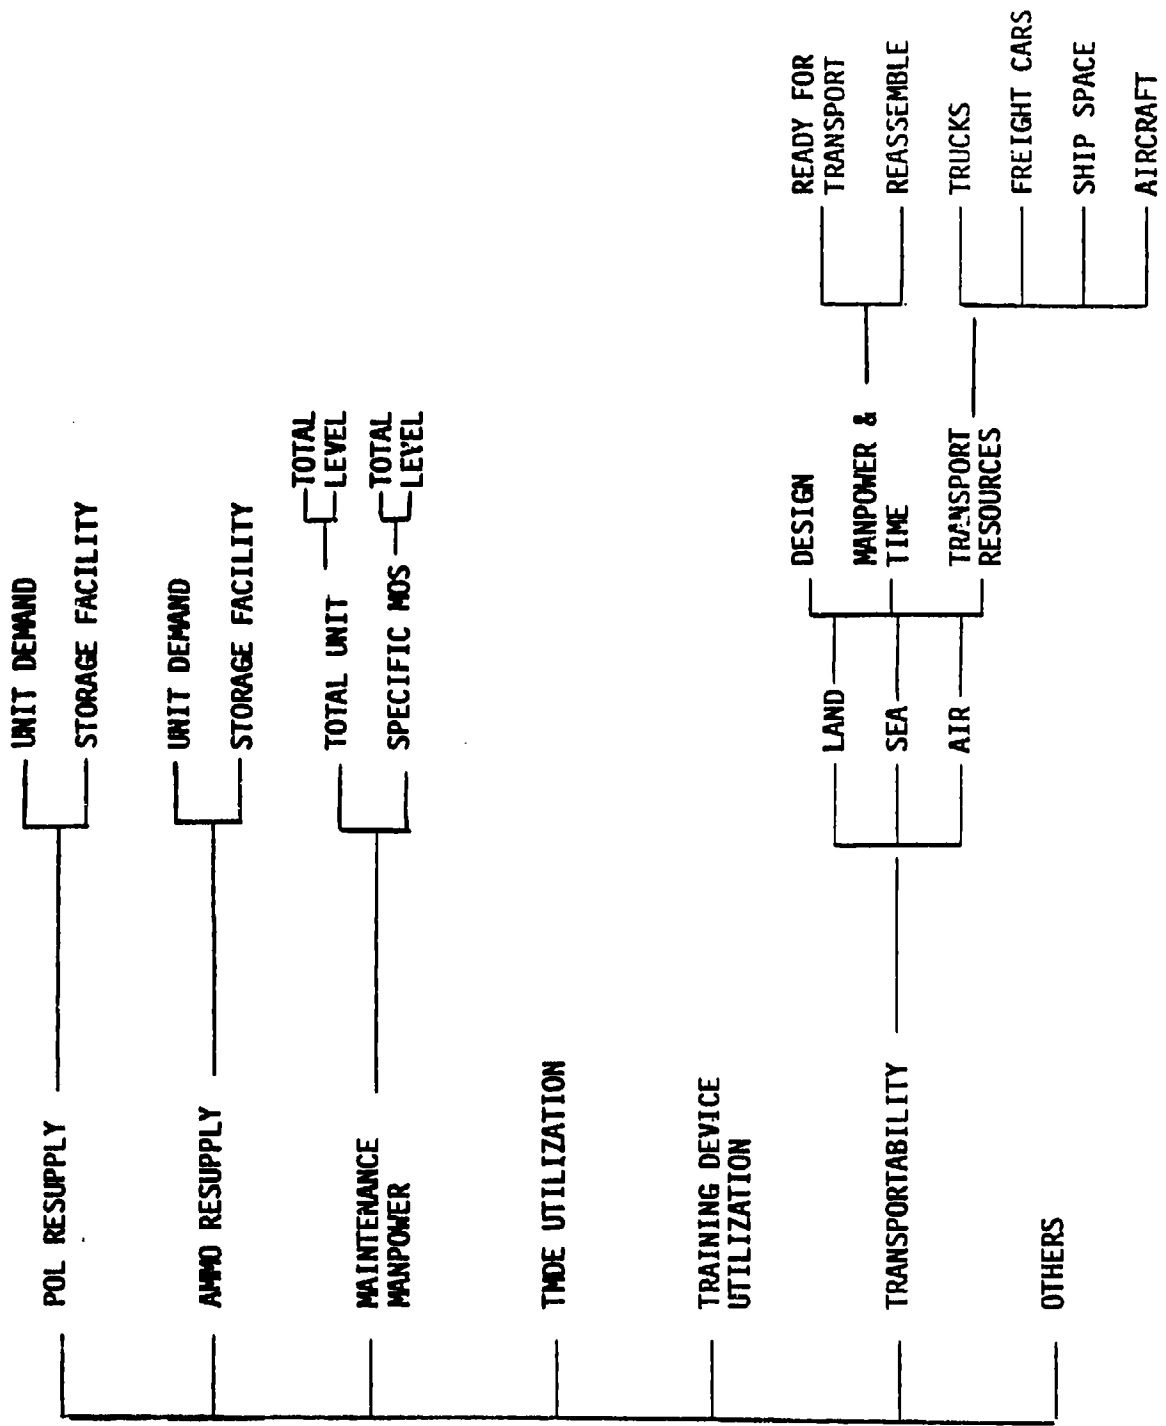 POL RESUPPLY
UNIT DEMAND
STORAGE FACILITY
AMMO RESUPPLY
UNIT DEMAND
STORAGE FACILITY
MAINTENANCE
MANPOWER
TOTAL UNIT
TOTAL
LEVEL
SPECIFIC MOS
TOTAL
LEVEL
TMDE UTILIZATION
TRAINING DEVICE
UTILIZATION
TRANSPORTABILITY
LAND
SEA
AIR
DESIGN
MANPOWER &
TIME
READY FOR
TRANSPORT
REASSEMBLE
TRANSPORT
RESOURCES
TRUCKS
FREIGHT CARS
SHIP SPACE
AIRCRAFT
OTHERS